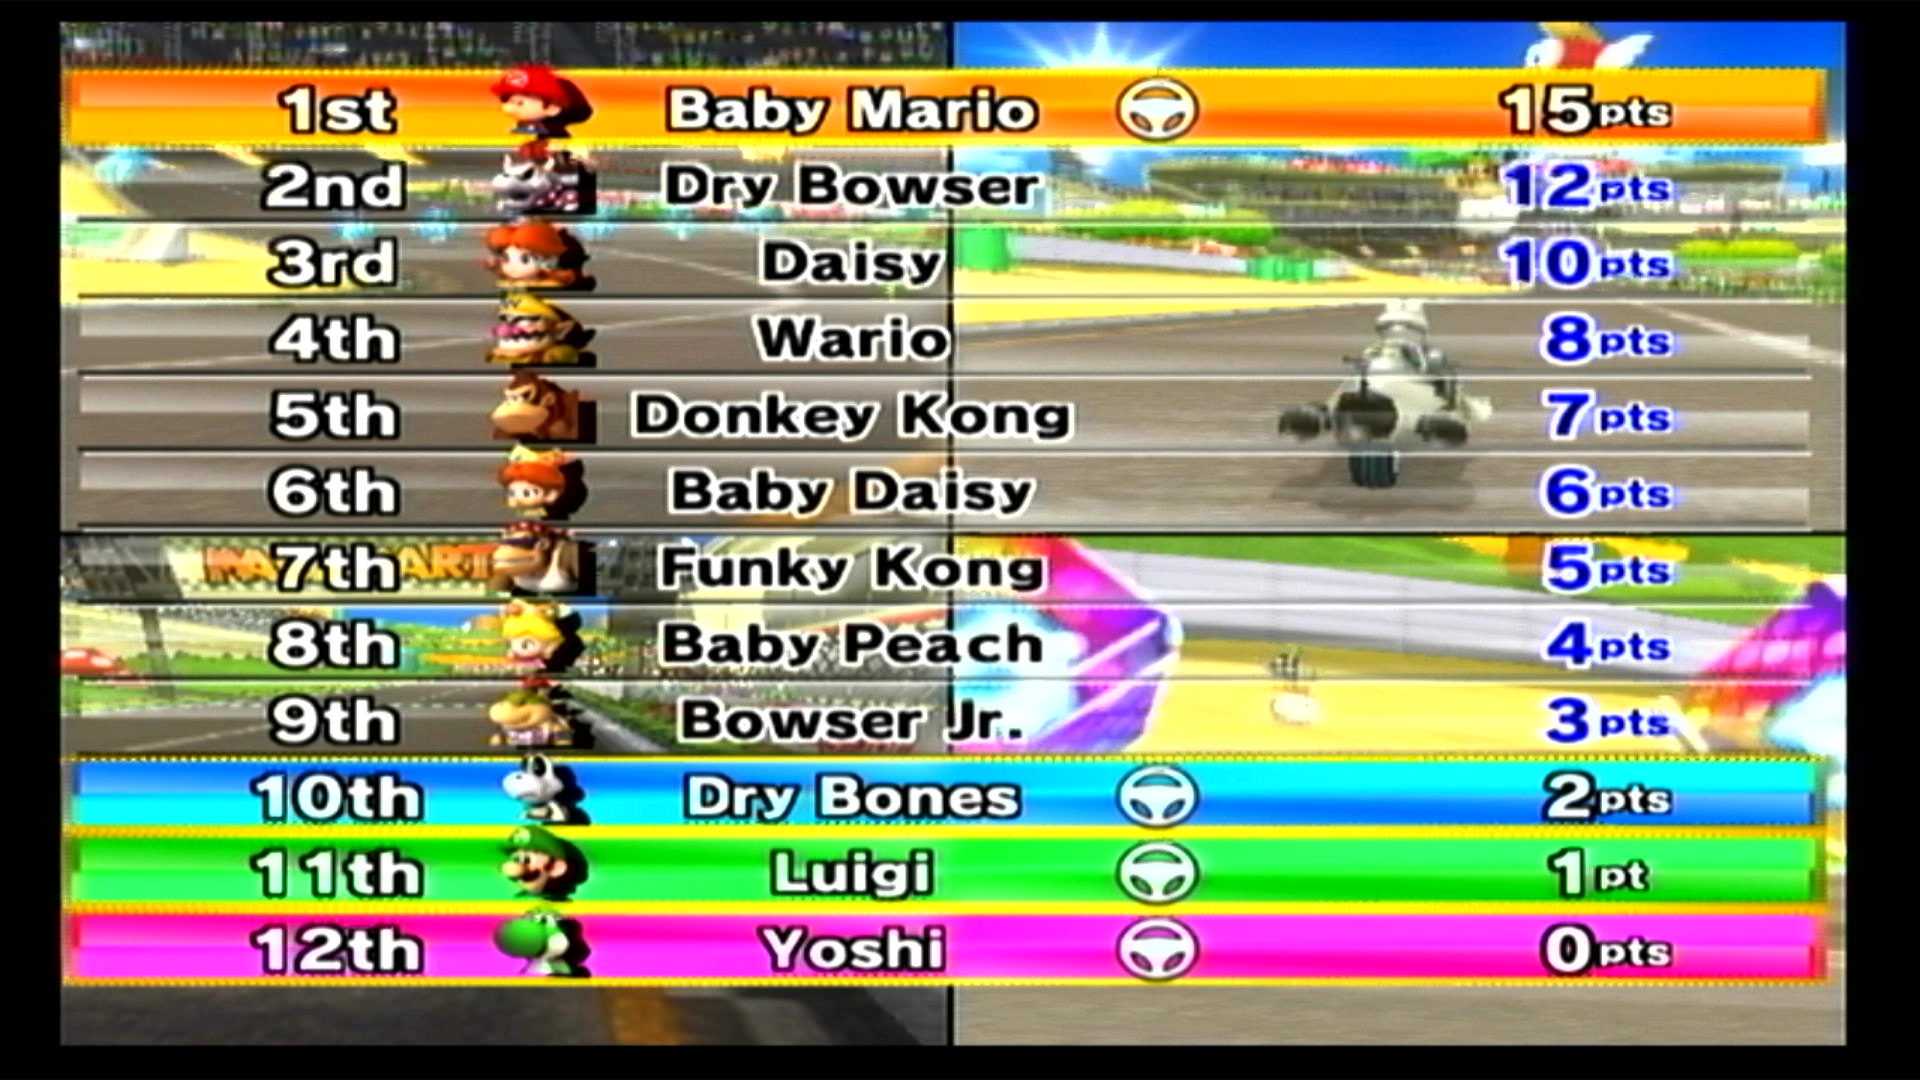 1st Baby Mario 15pts
2nd Dry Bowser 12pts
3rd Daisy 10pts
4th Wario 8pts
5th Donkey Kong 7pts
6th Baby Daisy 6pts
7th Funky Kong 5pts
8th Baby Peach 4pts
9th Bowser Jr. 3pts
10th Dry Bones 2pts
11th Luigi 1pt
12th Yoshi 0pts